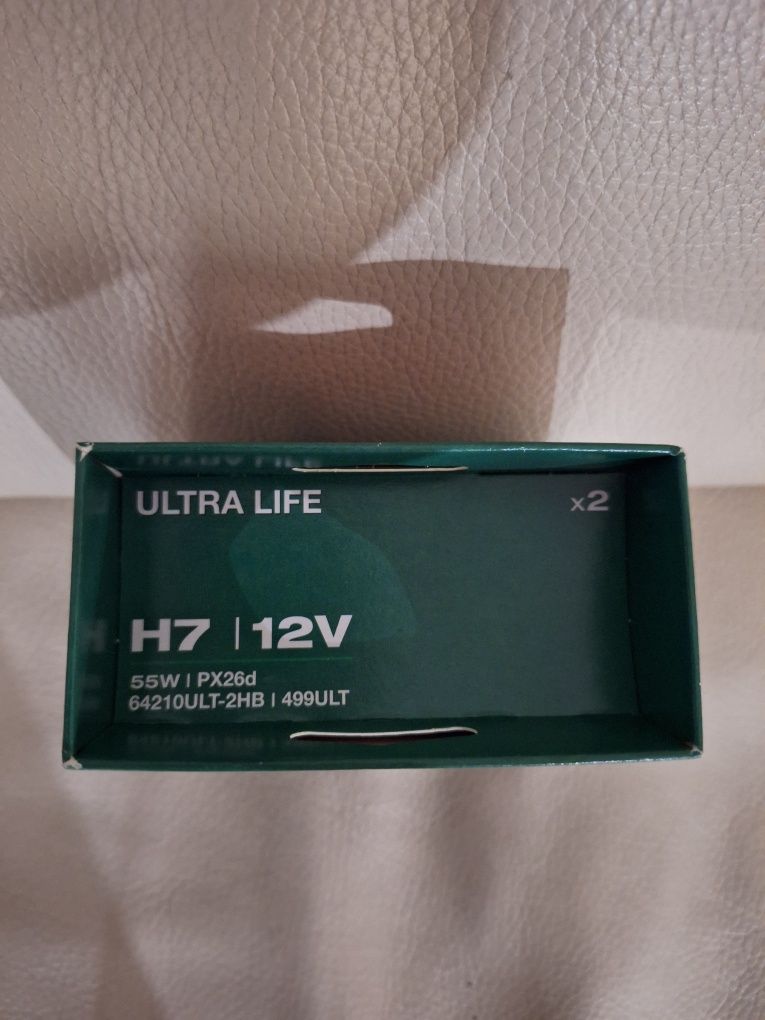 ULTRA LIFE x2
H7 | 12V
55W | PX26d
64210ULT-2HB | 499ULT